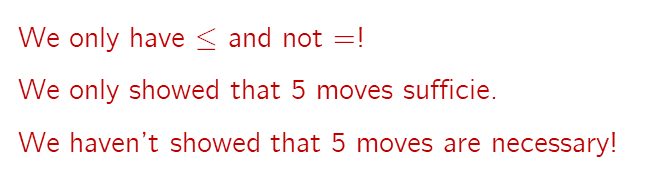 We only have ≤ and not =!
We only showed that 5 moves sufficie.
We haven't showed that 5 moves are necessary!